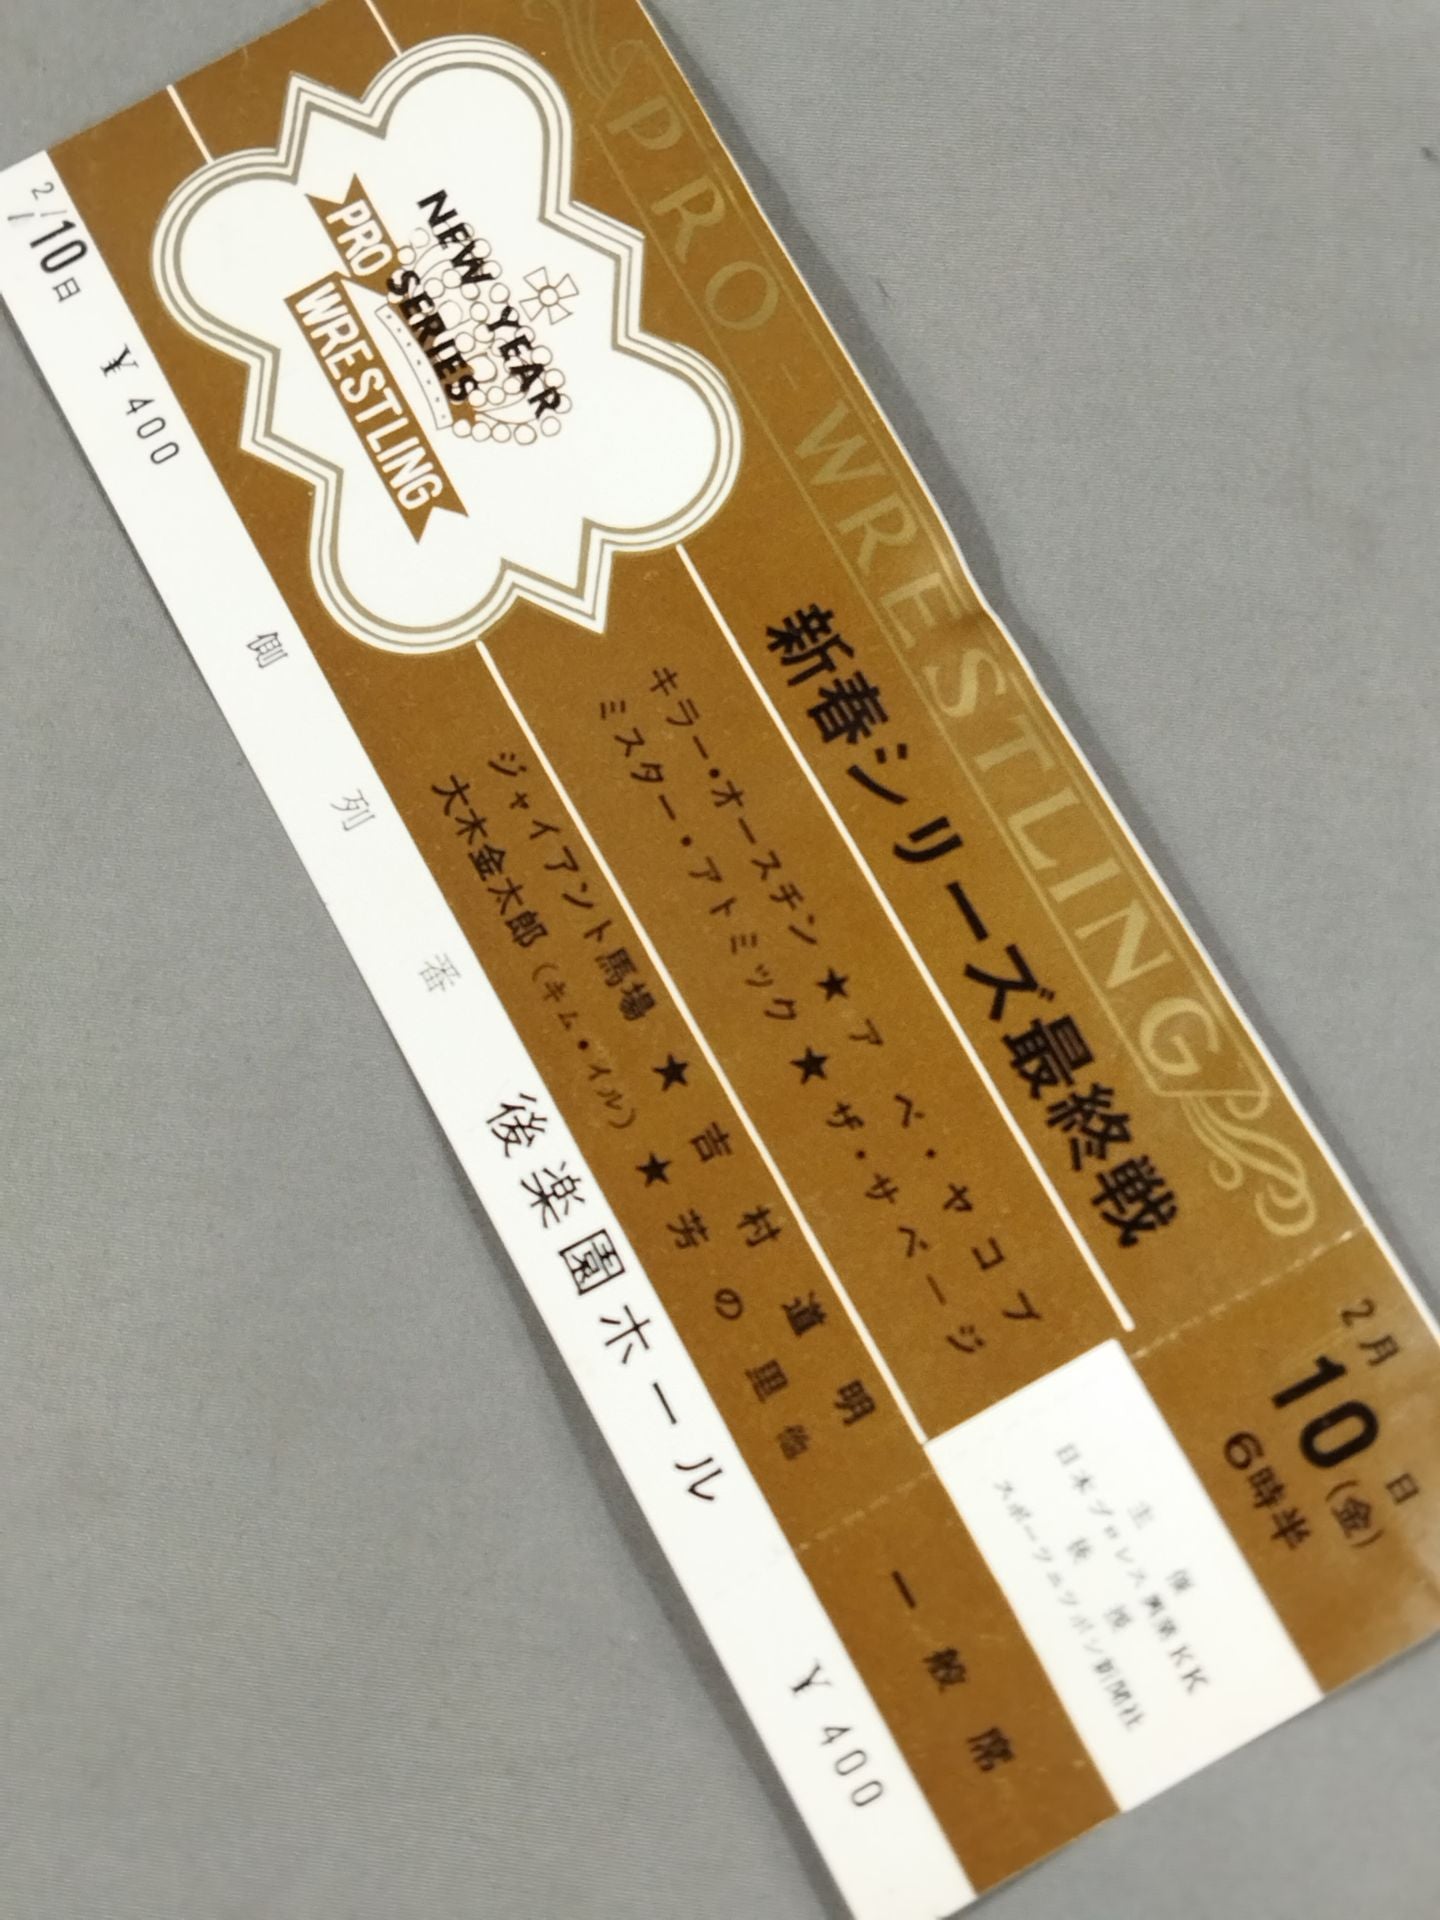 PRO-WRESTLING
NEW YEAR
SERIES
PRO
WRESTLING
新春シリーズ最終戦
キラー・オースチン ★ アベ・ヤコブ
ミスター・アトミック ★ ザ・サベージ
ジャイアント馬場 ★ 吉村道明
大木金太郎(キム・イル) ★ 芳の里 他
2月10日(金)
6時半
主催
日本プロレス興業KK
後援
スポーツニッポン新聞社
一般席
2/10日 ¥400 側 列 番 後楽園ホール ¥400